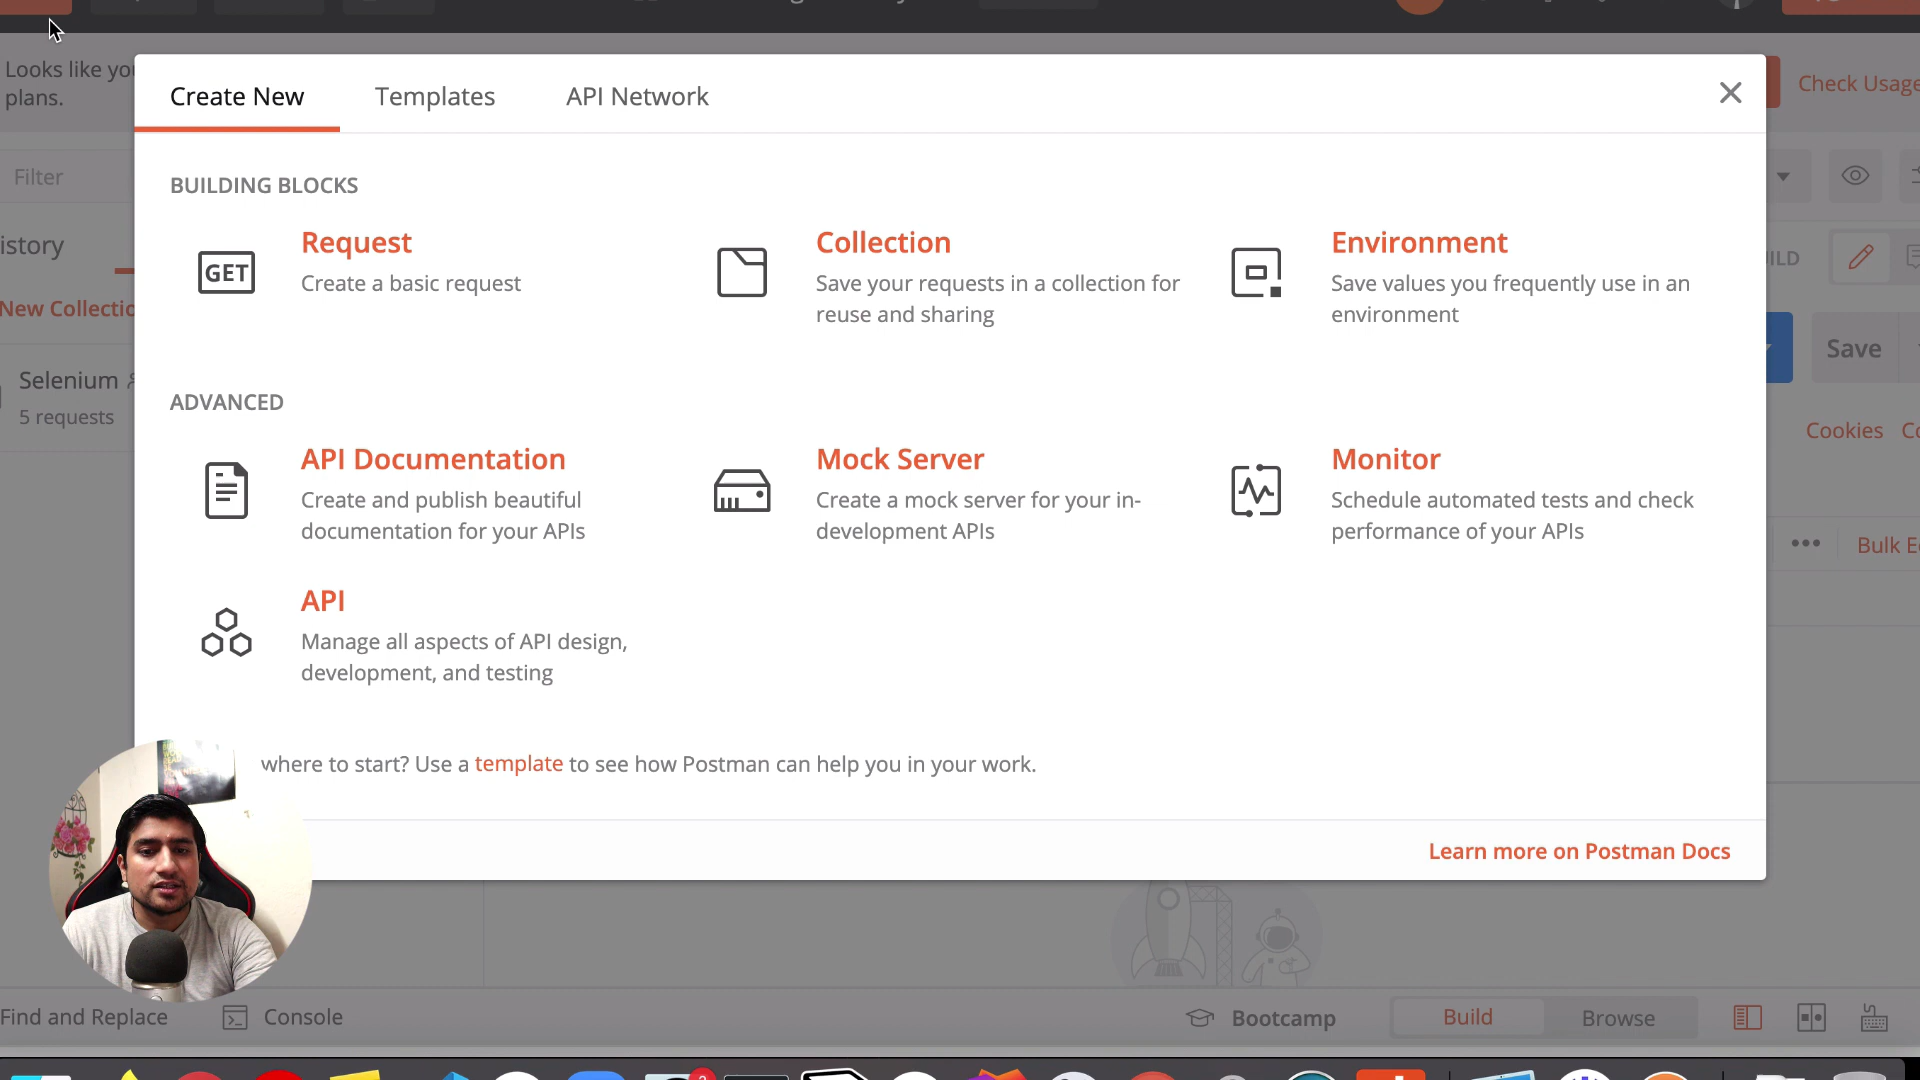 Looks like you
plans.
Create New
Templates
API Network
Check Usage
Filter
BUILDING BLOCKS
GET
Request
Create a basic request
Collection
Save your requests in a collection for
reuse and sharing
Environment
Save values you frequently use in an
environment
istory
ILD
New Collectio
Save
Selenium
5 requests
ADVANCED
Cookies
API Documentation
Create and publish beautiful
documentation for your APIs
Mock Server
Create a mock server for your in-
development APIs
Monitor
Schedule automated tests and check
performance of your APIs
Bulk E
API
Manage all aspects of API design,
development, and testing
where to start? Use a template to see how Postman can help you in your work.
Learn more on Postman Docs
Find and Replace
Console
Bootcamp
Build
Browse